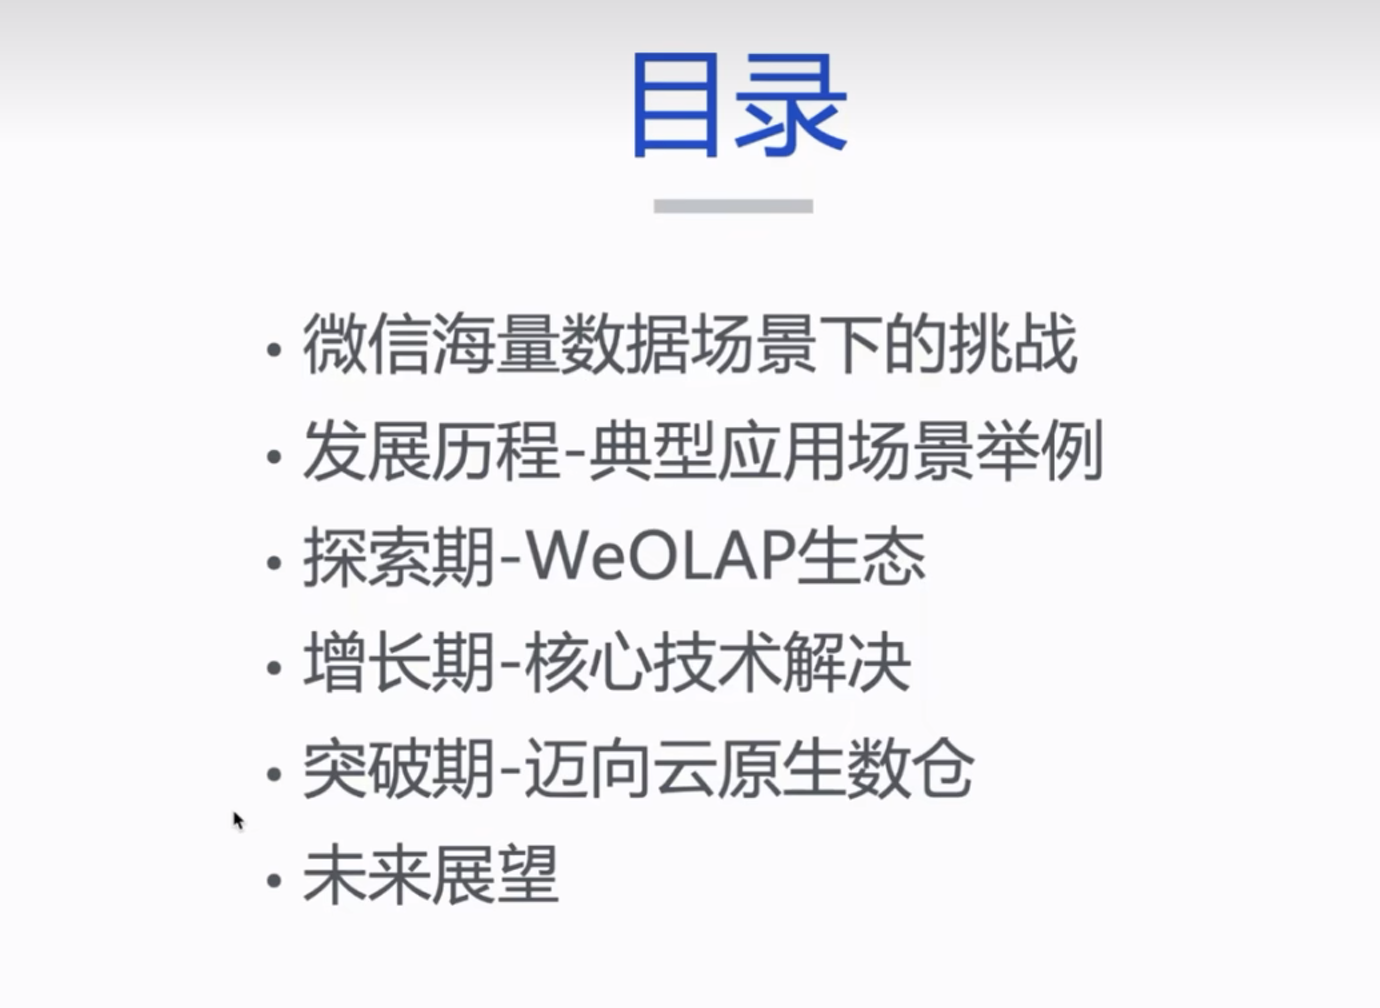 目录
• 微信海量数据场景下的挑战
• 发展历程-典型应用场景举例
• 探索期-WeOLAP生态
• 增长期-核心技术解决
• 突破期-迈向云原生数仓
• 未来展望